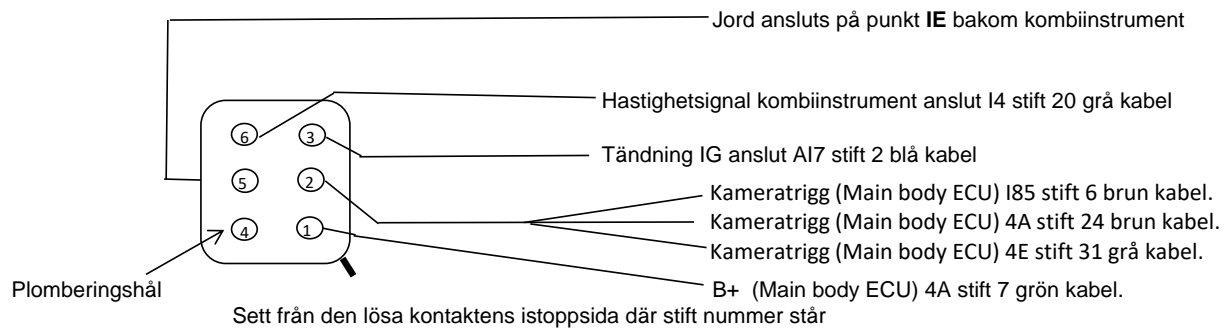 Jord ansluts på punkt IE bakom kombiinstrument
Hastighetsignal kombiinstrument anslut I4 stift 20 grå kabel
6
3
Tändning IG anslut AI7 stift 2 blå kabel
5
2
Kameratrigg (Main body ECU) I85 stift 6 brun kabel.
Kameratrigg (Main body ECU) 4A stift 24 brun kabel.
4
1
Kameratrigg (Main body ECU) 4E stift 31 grå kabel.
Plomberingshål
B+ (Main body ECU) 4A stift 7 grön kabel.
Sett från den lösa kontaktens istoppsida där stift nummer står